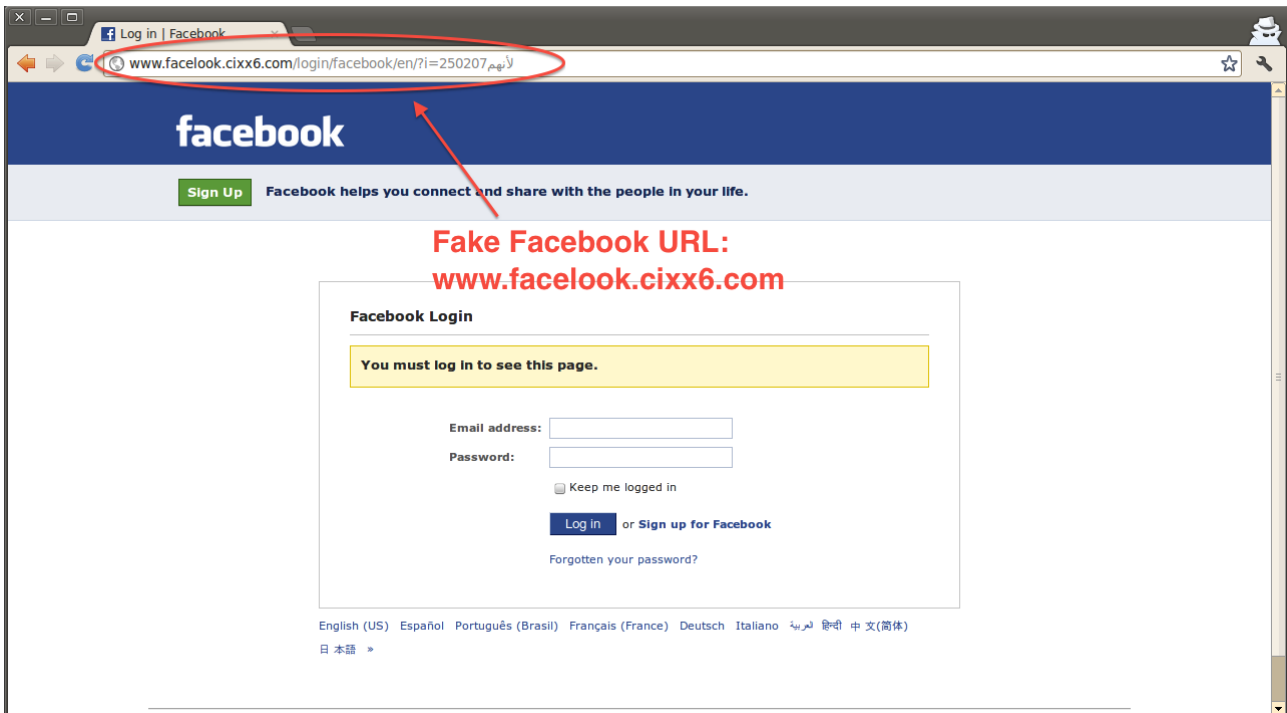 Log in | Facebook
www.facelook.cixx6.com/login/facebook/en/?i=250207لأنهم
facebook
Sign Up Facebook helps you connect and share with the people in your life.
Fake Facebook URL:
www.facelook.cixx6.com
Facebook Login
You must log in to see this page.
Email address:
Password:
Keep me logged in
Log in or Sign up for Facebook
Forgotten your password?
English (US) Español Português (Brasil) Français (France) Deutsch Italiano العربية हिन्दी 中文(简体)
日本語 »